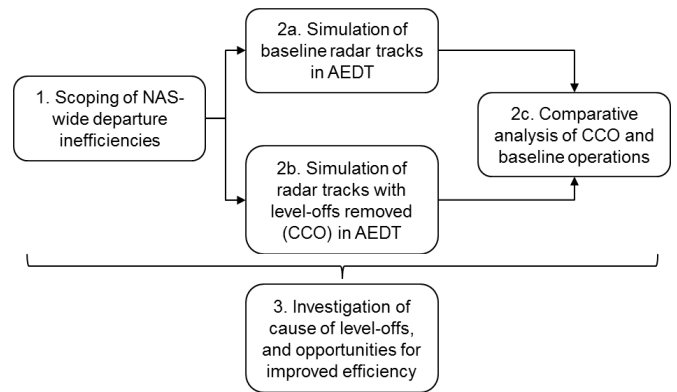 1. Scoping of NAS-
wide departure
inefficiencies
2a. Simulation of
baseline radar tracks
in AEDT
2b. Simulation of
radar tracks with
level-offs removed
(CCO) in AEDT
2c. Comparative
analysis of CCO and
baseline operations
3. Investigation of
cause of level-offs,
and opportunities for
improved efficiency